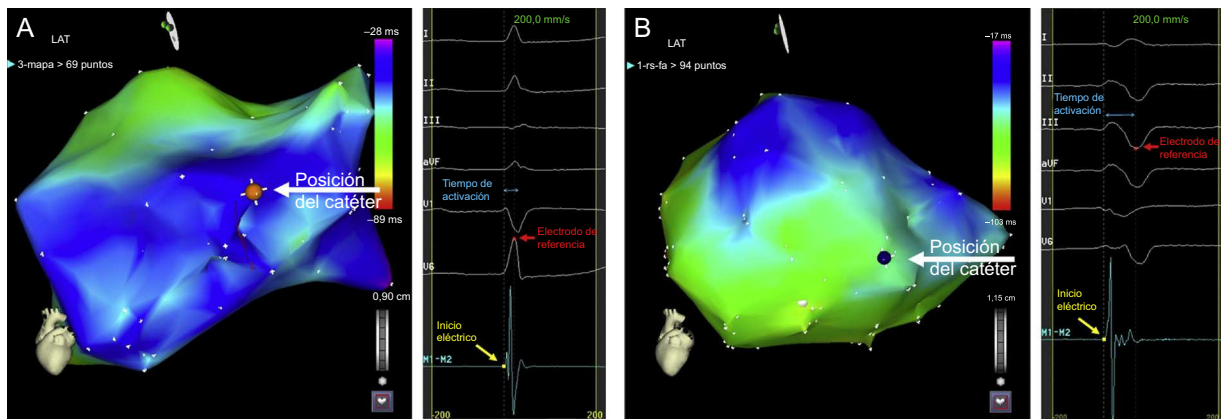 A
LAT
3-mapa > 69 puntos
–28 ms
–89 ms
Posición
del catéter
0,90 cm
200,0 mm/s
I
II
III
aVF
Tiempo de
activación
V1
Electrodo de
referencia
V6
Inicio
eléctrico
M1-M2
-200
200
B
LAT
1-rs-fa > 94 puntos
–17 ms
–103 ms
Posición
del catéter
1,15 cm
200,0 mm/s
I
II
Tiempo de
activación
III
Electrodo de
referencia
aVF
V1
V6
Inicio
eléctrico
M1-M2
-200
200